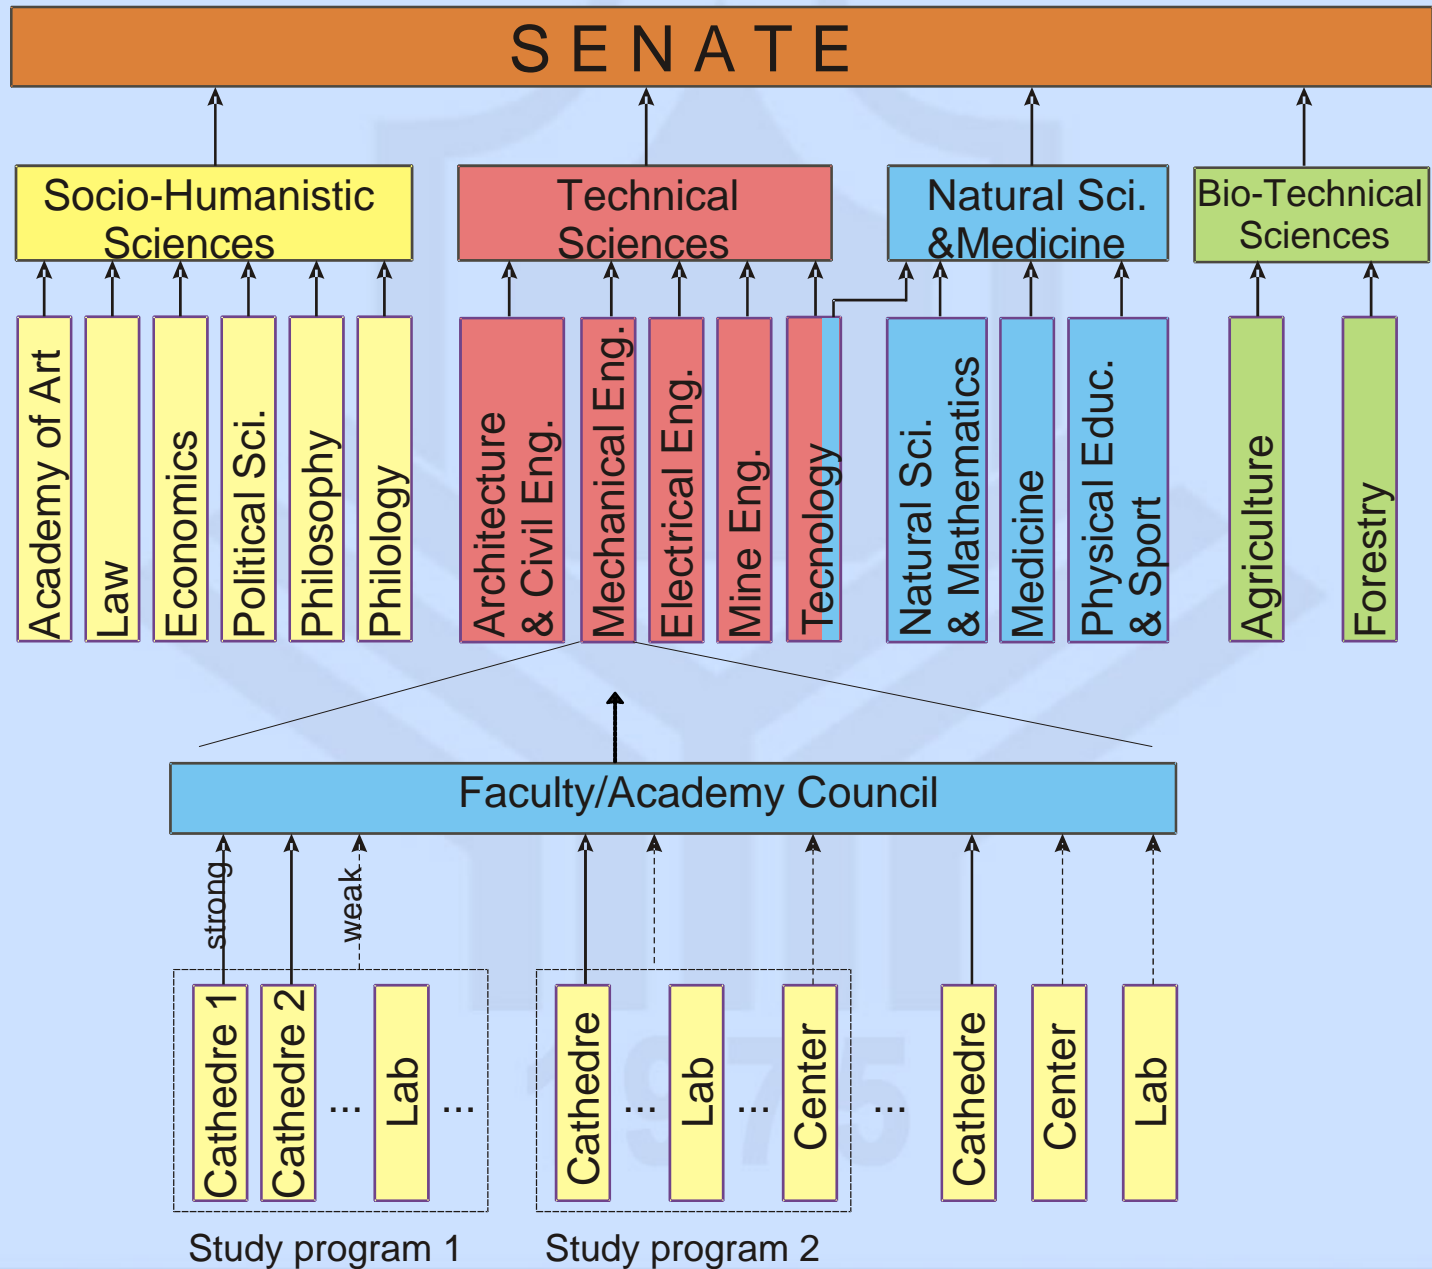 S E N A T E
Socio-Humanistic
Sciences
Technical
Sciences
Natural Sci.
&Medicine
Bio-Technical
Sciences
Academy of Art
Law
Economics
Political Sci.
Philosophy
Philology
Architecture
& Civil Eng.
Mechanical Eng.
Electrical Eng.
Mine Eng.
Tecnology
Natural Sci.
& Mathematics
Medicine
Physical Educ.
& Sport
Agriculture
Forestry
Faculty/Academy Council
strong
weak
Cathedre 1
Cathedre 2
...
Lab
...
Cathedre
...
Lab
...
Center
...
Cathedre
Center
Lab
1975
Study program 1
Study program 2